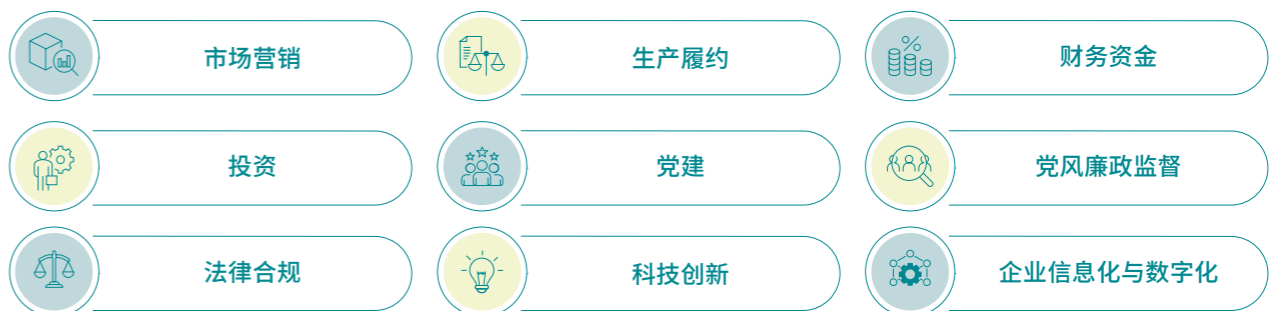 市场营销
生产履约
财务资金
投资
党建
党风廉政监督
法律合规
科技创新
企业信息化与数字化